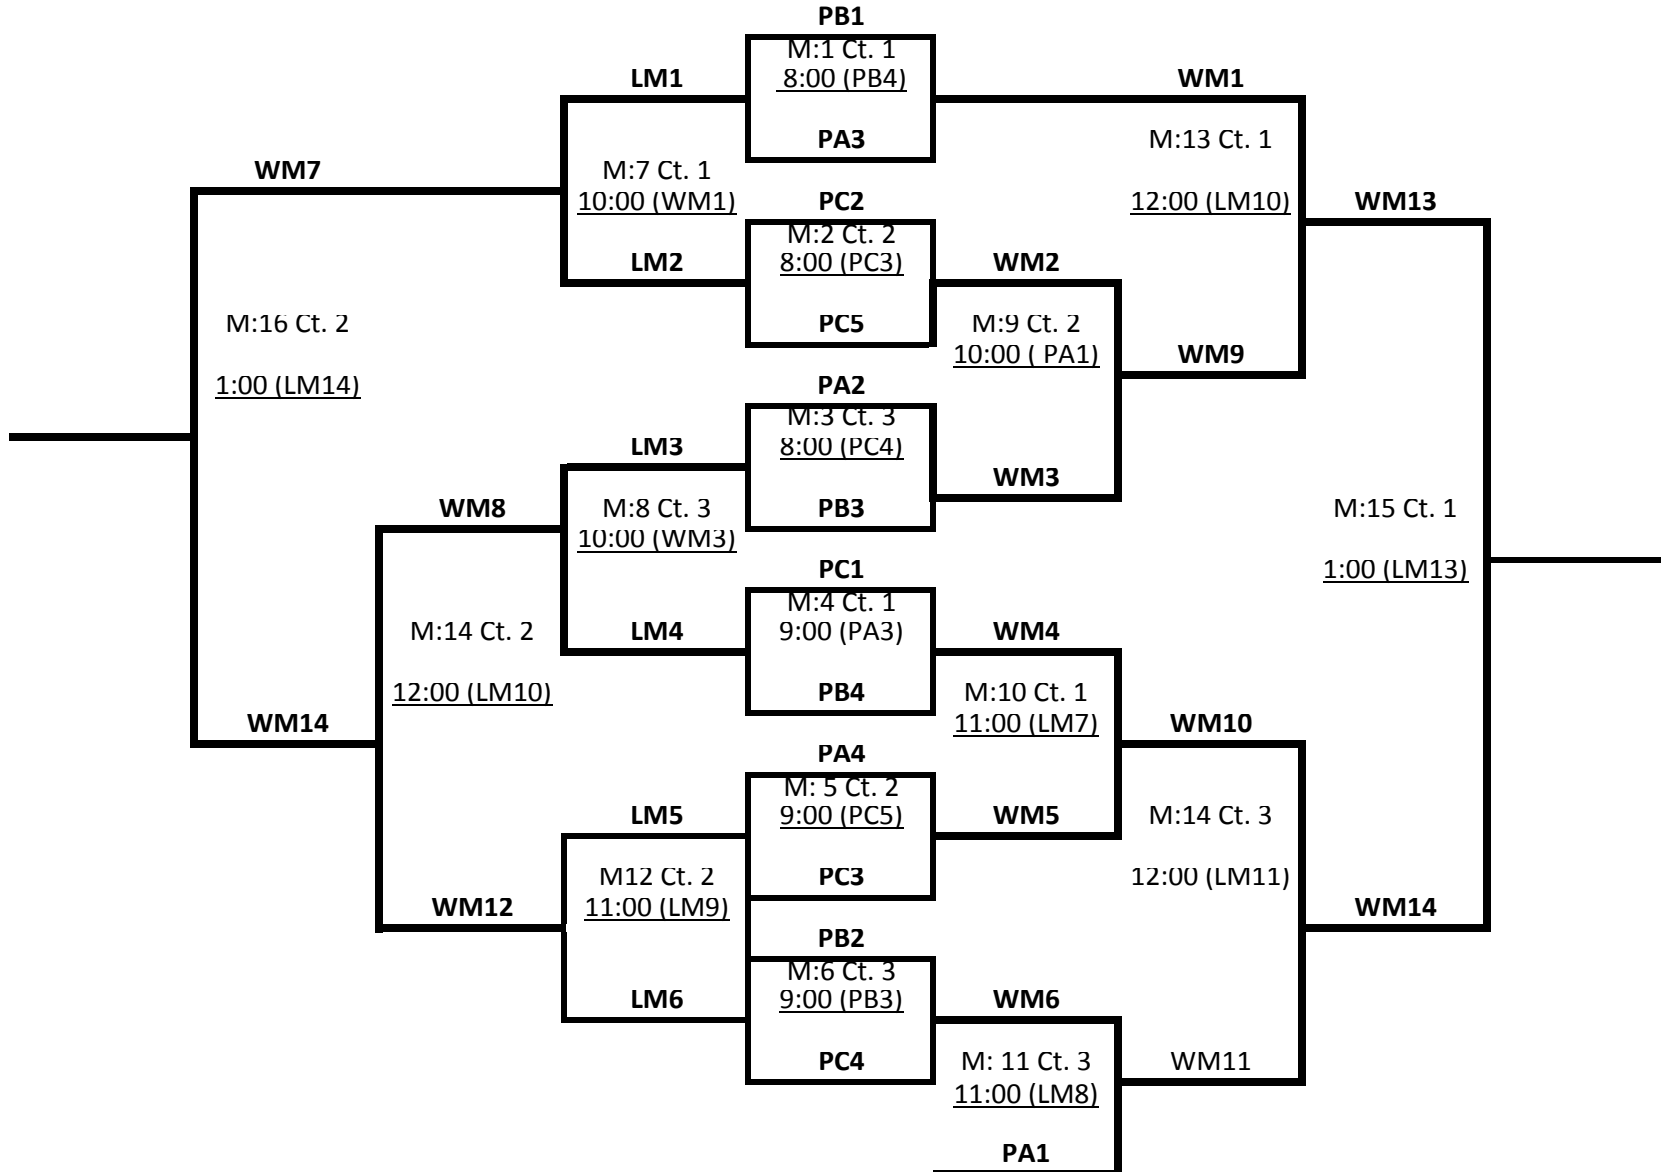 PB1
M:1 Ct. 1
LM1
8:00 (PB4)
WM1
PA3
M:13 Ct. 1
WM7
M:7 Ct. 1
10:00 (WM1)
PC2
12:00 (LM10)
WM13
M:2 Ct. 2
LM2
8:00 (PC3)
WM2
M:16 Ct. 2
PC5
M:9 Ct. 2
10:00 ( PA1)
WM9
1:00 (LM14)
PA2
M:3 Ct. 3
LM3
8:00 (PC4)
WM3
WM8
M:8 Ct. 3
PB3
M:15 Ct. 1
10:00 (WM3)
PC1
1:00 (LM13)
M:4 Ct. 1
M:14 Ct. 2
LM4
9:00 (PA3)
WM4
12:00 (LM10)
PB4
M:10 Ct. 1
WM14
11:00 (LM7)
WM10
PA4
M: 5 Ct. 2
LM5
9:00 (PC5)
WM5
M:14 Ct. 3
M12 Ct. 2
PC3
12:00 (LM11)
WM12
11:00 (LM9)
WM14
PB2
M:6 Ct. 3
LM6
9:00 (PB3)
WM6
PC4
M: 11 Ct. 3
WM11
11:00 (LM8)
PA1